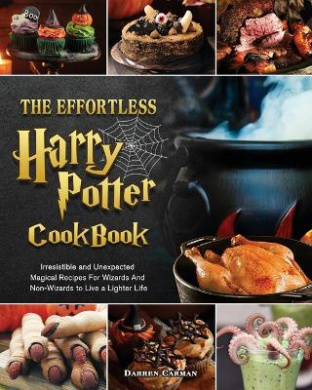 BOO
THE EFFORTLESS
Harry
Potter
COOKBOOK
Irresistible and Unexpected
Magical Recipes For Wizards And
Non-Wizards to Live a Lighter Life
DARREN CARMAN